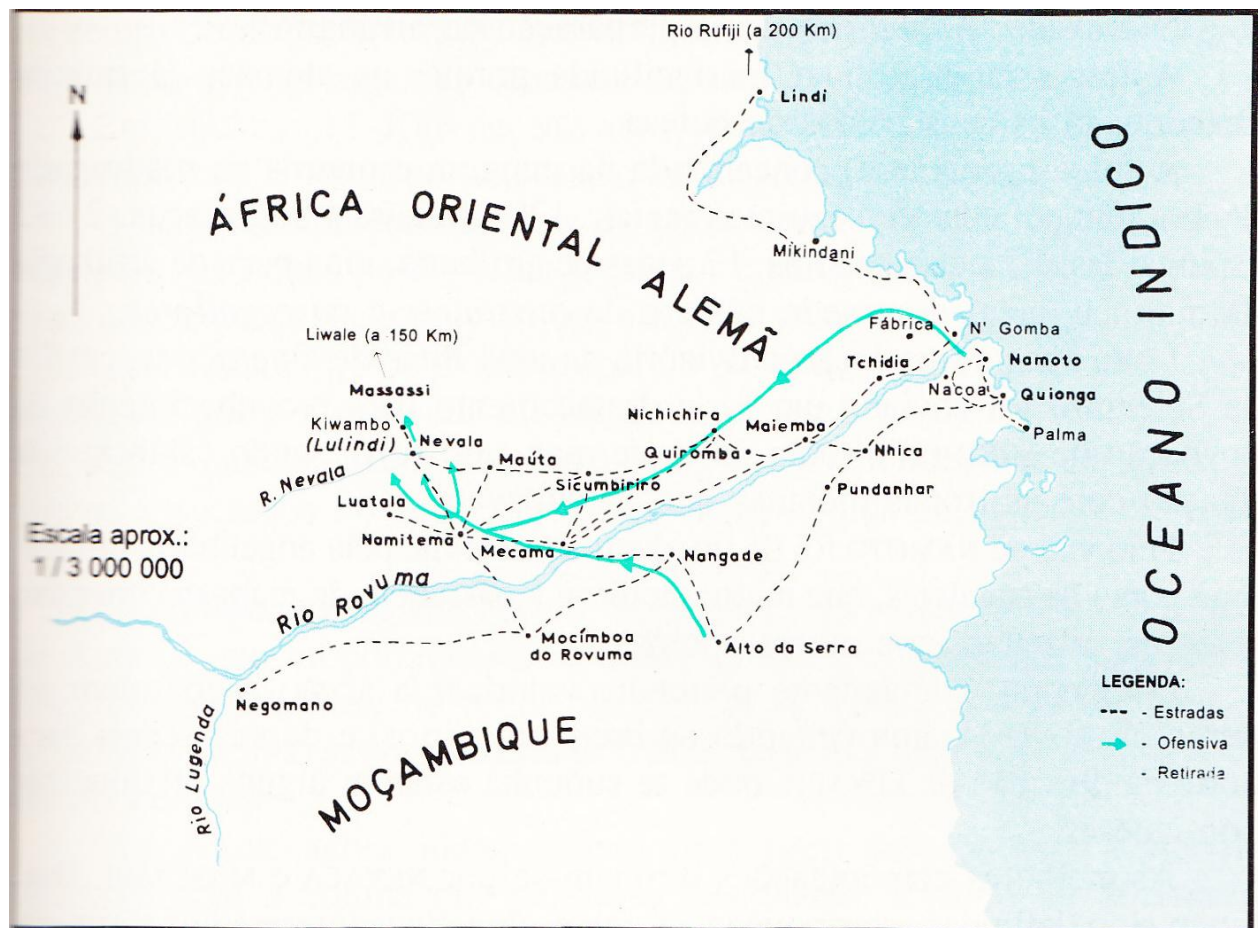 Rio Rufiji (a 200 Km)
N
Lindi
ÁFRICA ORIENTAL ALEMÃ
OCEANO INDICO
Mikindani
Liwale (a 150 Km)
Fábrica
N' Gomba
Tchidia
Namoto
Massassi
Nacoa
Quionga
Kiwambo
(Lulindi)
Nichichira
Maiemba
Palma
Nevala
Quiromba
Nhica
Maúta
R. Nevala
Sicumbiriro
Pundanhar
Luatala
Escala aprox.:
1/3 000 000
Namitema
Mecama
Nangade
Rio Rovuma
Mocímboa
do Rovuma
Alto da Serra
Negomano
Rio Lugenda
MOÇAMBIQUE
LEGENDA:
- Estradas
- Ofensiva
- Retirada